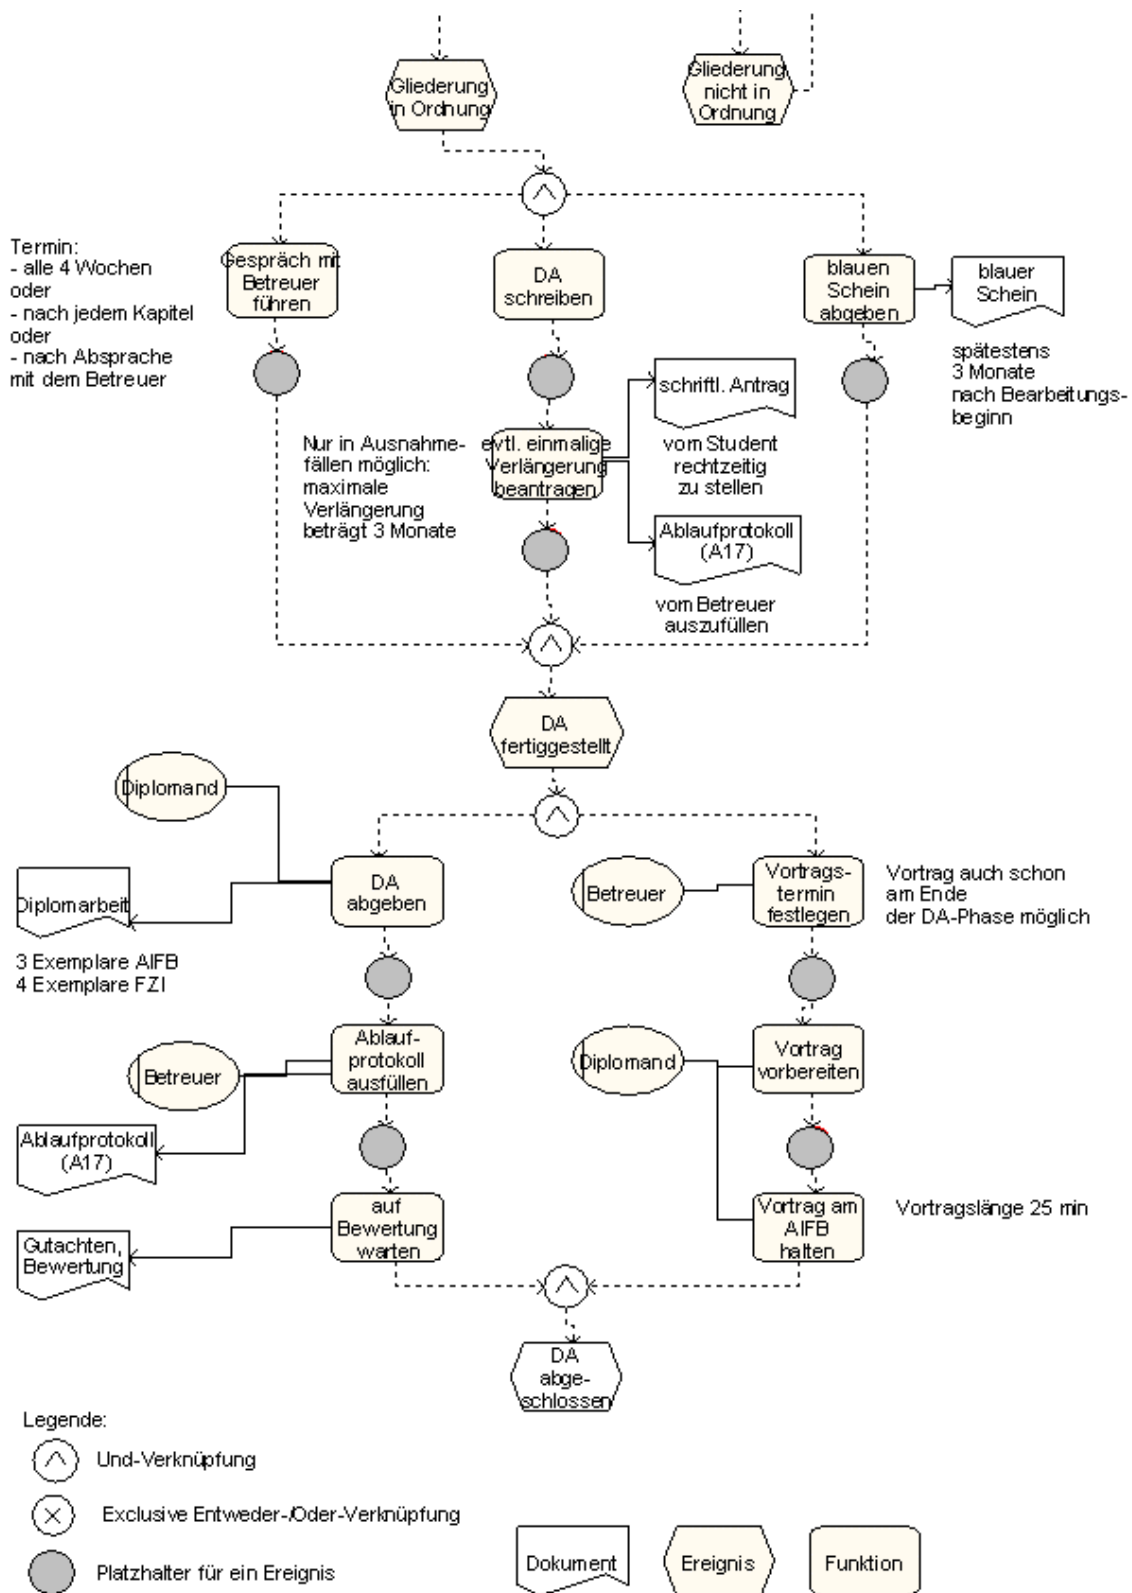 Gliederung
in Ordnung
Gliederung
nicht in
Ordnung
Termin:
- alle 4 Wochen
oder
- nach jedem Kapitel
oder
- nach Absprache
mit dem Betreuer
Gespräch mit
Betreuer
führen
DA
schreiben
blauen
Schein
abgeben
blauer
Schein
spätestens
3 Monate
nach Bearbeitungs-
beginn
Nur in Ausnahme-
fällen möglich:
maximale
Verlängerung
beträgt 3 Monate
evtl. einmalige
Verlängerung
beantragen
schriftl. Antrag
vom Student
rechtzeitig
zu stellen
Ablaufprotokoll
(A17)
vom Betreuer
auszufüllen
DA
fertiggestellt
Diplomand
Diplomarbeit
3 Exemplare AIFB
4 Exemplare FZI
DA
abgeben
Betreuer
Vortrags-
termin
festlegen
Vortrag auch schon
am Ende
der DA-Phase möglich
Betreuer
Ablauf-
protokoll
ausfüllen
Diplomand
Vortrag
vorbereiten
Ablaufprotokoll
(A17)
Gutachten,
Bewertung
auf
Bewertung
warten
Vortrag am
AIFB
halten
Vortragslänge 25 min
DA
abge-
schlossen
Legende:
Und-Verknüpfung
Exclusive Entweder-/Oder-Verknüpfung
Platzhalter für ein Ereignis
Dokument
Ereignis
Funktion